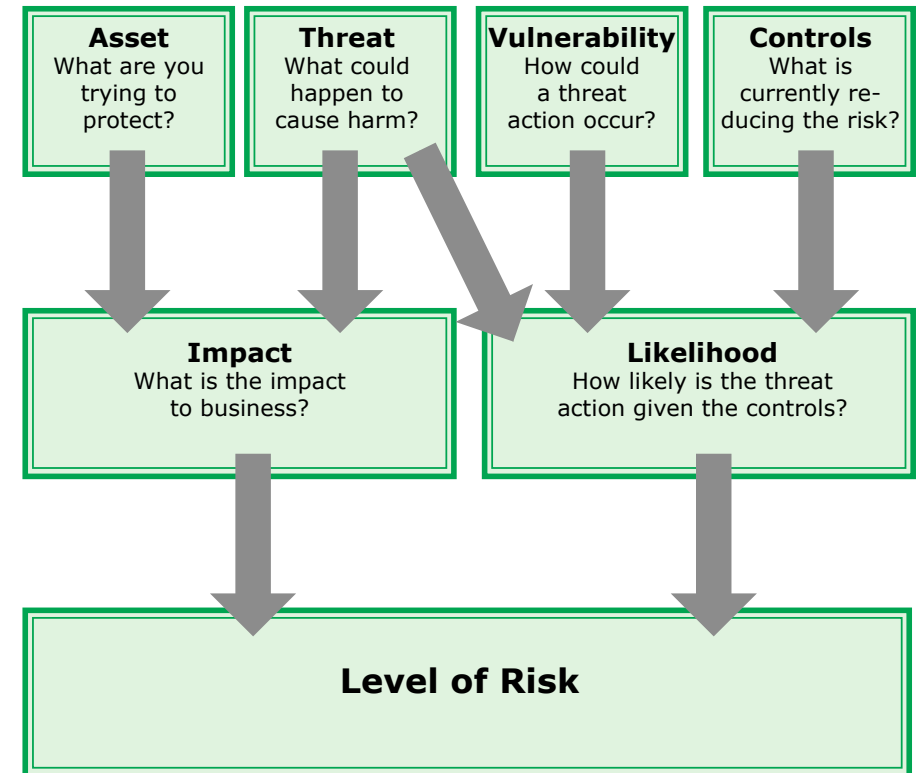 Asset
What are you
trying to
protect?
Threat
What could
happen to
cause harm?
Vulnerability
How could
a threat
action occur?
Controls
What is
currently re-
ducing the risk?
Impact
What is the impact
to business?
Likelihood
How likely is the threat
action given the controls?
Level of Risk